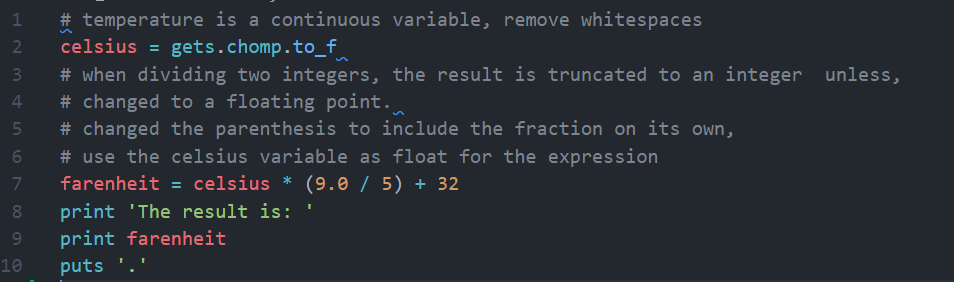 1 # temperature is a continuous variable, remove whitespaces
2 celsius = gets.chomp.to_f
3 # when dividing two integers, the result is truncated to an integer  unless,
4 # changed to a floating point.
5 # changed the parenthesis to include the fraction on its own,
6 # use the celsius variable as float for the expression
7 farenheit = celsius * (9.0 / 5) + 32
8 print 'The result is: '
9 print farenheit
10 puts '.'